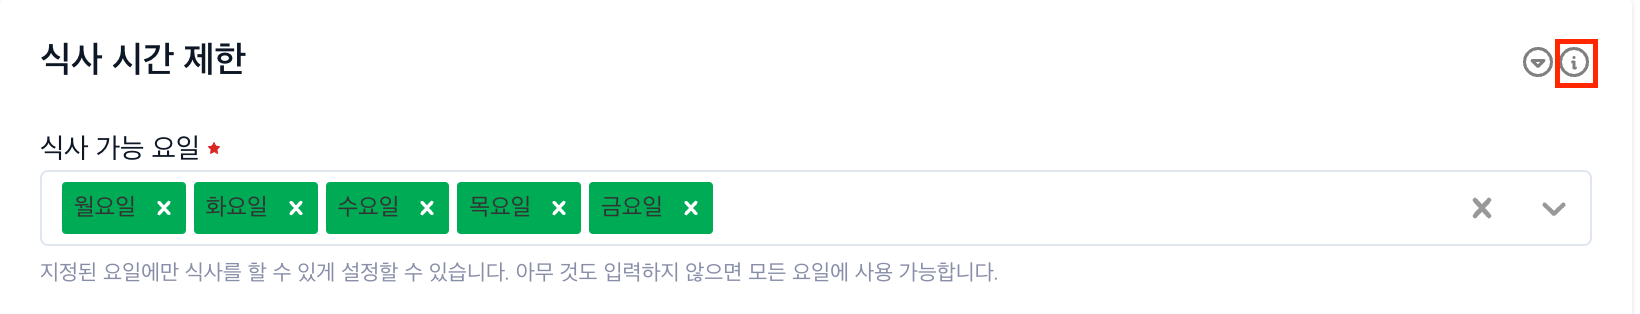 식사 시간 제한
식사 가능 요일
월요일 화요일 수요일 목요일 금요일
지정된 요일에만 식사를 할 수 있게 설정할 수 있습니다. 아무 것도 입력하지 않으면 모든 요일에 사용 가능합니다.